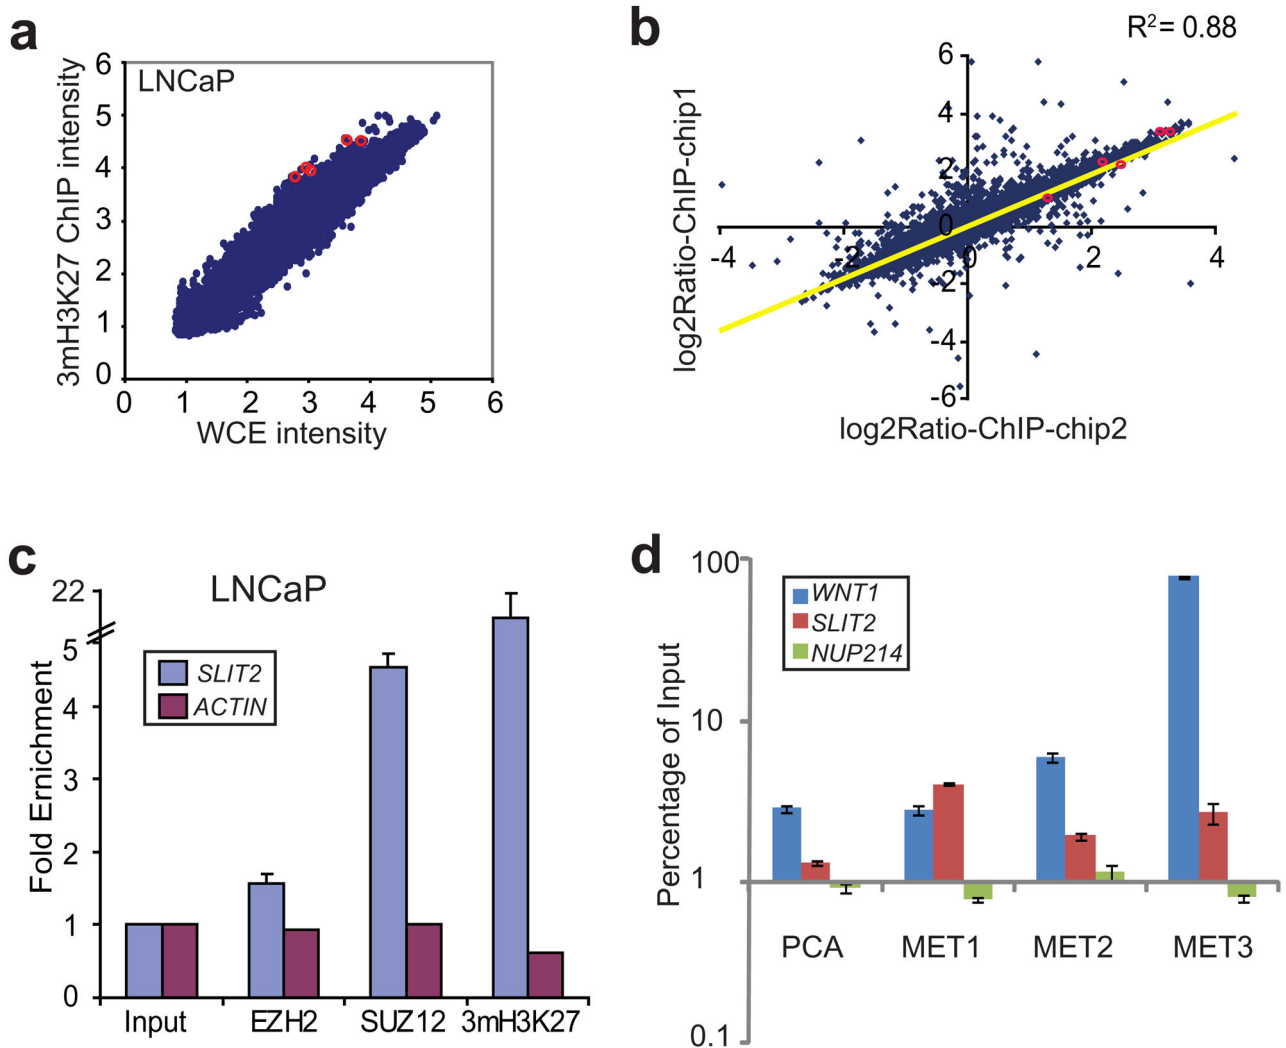 a
LNCaP
3mH3K27 ChIP intensity
6
5
4
3
2
1
0
0 1 2 3 4 5 6
WCE intensity
b
R² = 0.88
log2Ratio-ChIP-chip1
6
4
2
0
-2
-4
-6
-4 -2 0 2 4
log2Ratio-ChIP-chip2
c
LNCaP
Fold Ernichment
22
5
4
3
2
1
0
SLIT2
ACTIN
Input EZH2 SUZ12 3mH3K27
d
Percentage of Input
100
10
1
0.1
WNT1
SLIT2
NUP214
PCA MET1 MET2 MET3